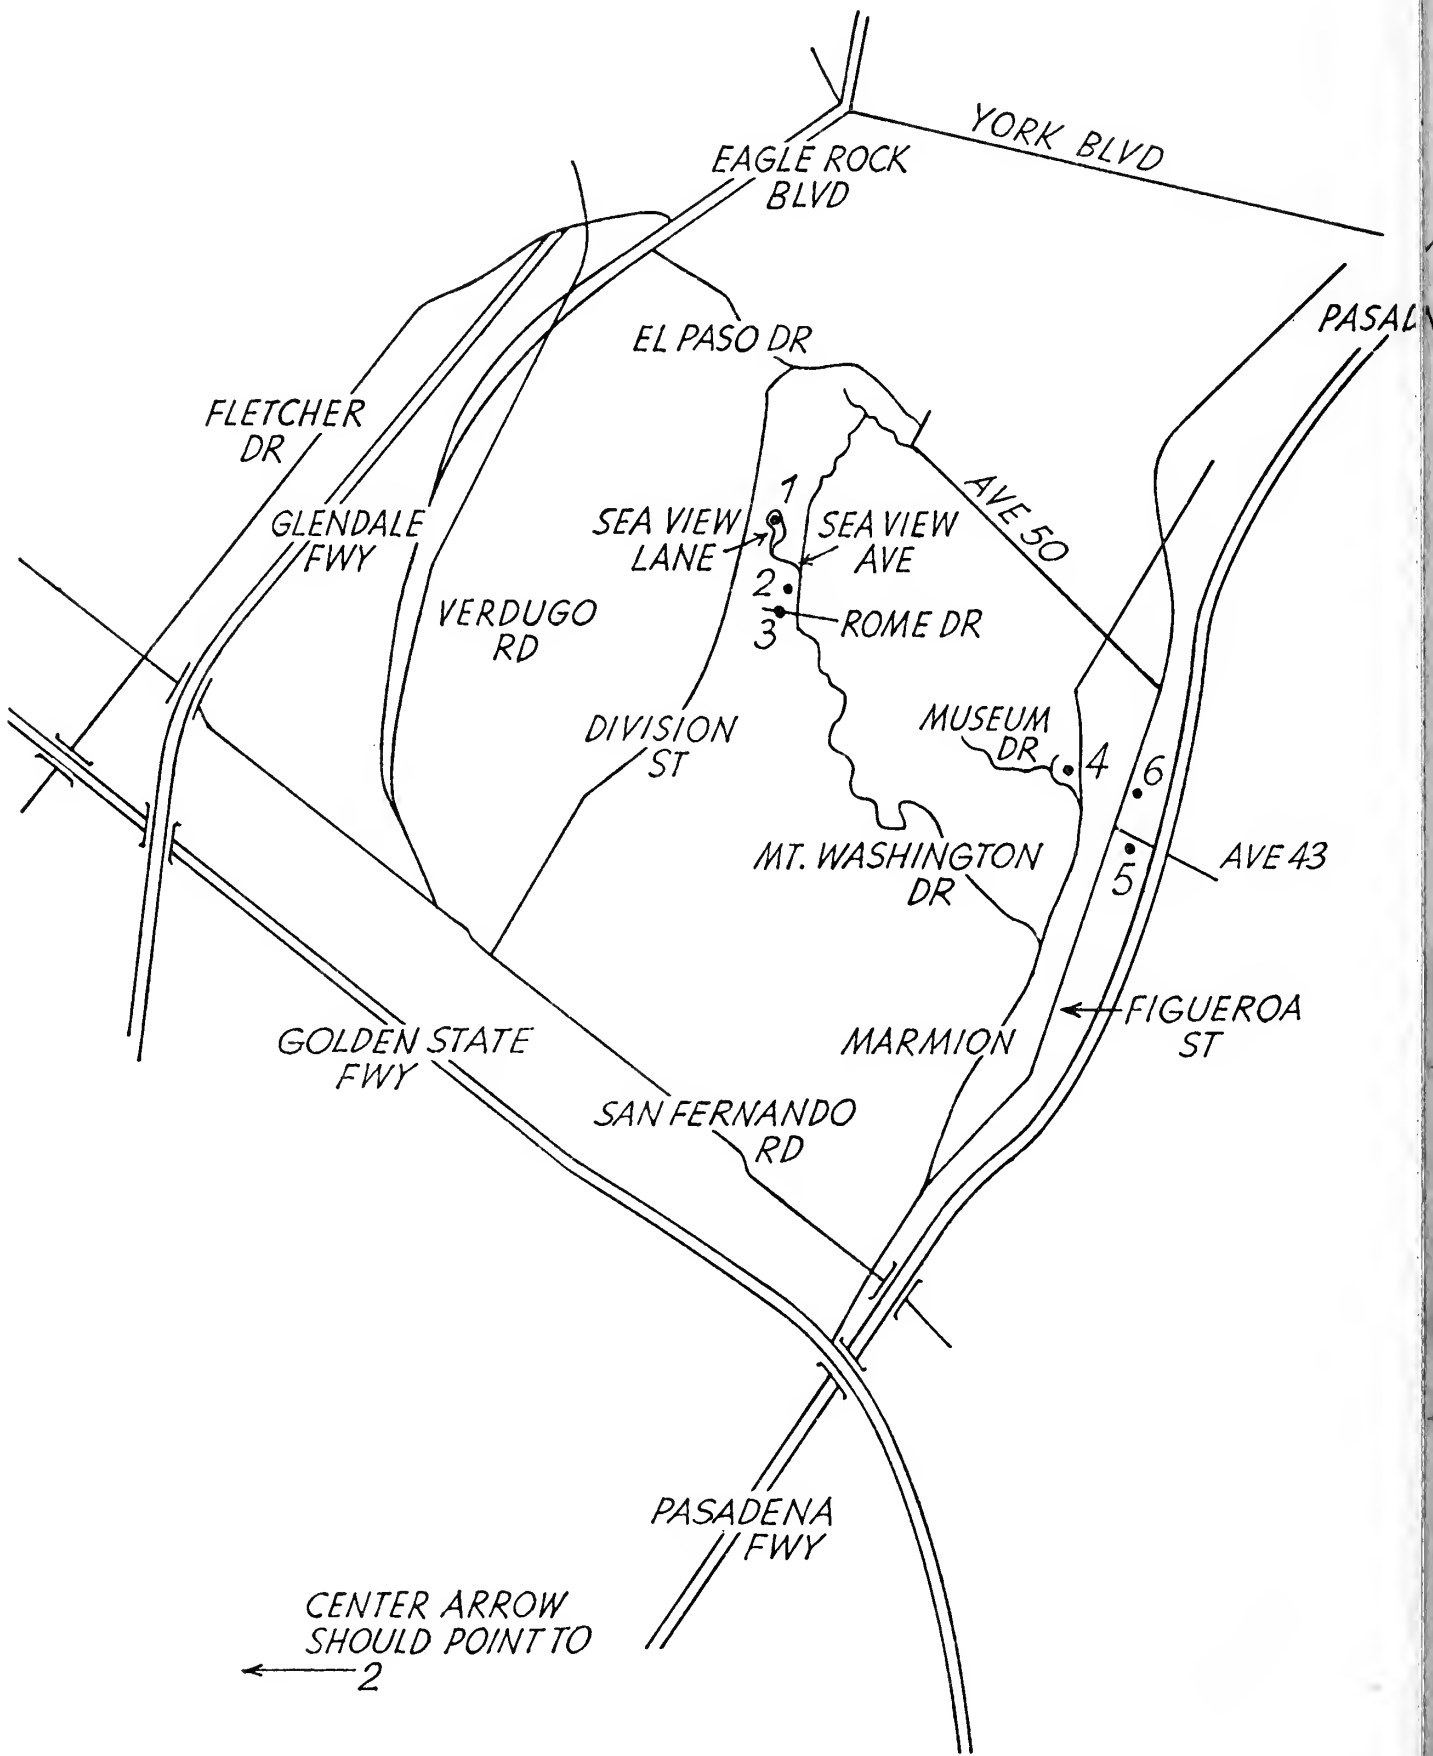 YORK BLVD
EAGLE ROCK
BLVD
PASAD
EL PASO DR
FLETCHER
DR
1
AVE 50
GLENDALE
FWY
SEA VIEW
LANE
SEA VIEW
AVE
2
VERDUGO
RD
3
ROME DR
DIVISION
ST
MUSEUM
DR
4
6
MT. WASHINGTON
DR
5
AVE 43
FIGUEROA
ST
GOLDEN STATE
FWY
MARMION
SAN FERNANDO
RD
PASADENA
FWY
CENTER ARROW
SHOULD POINT TO
2